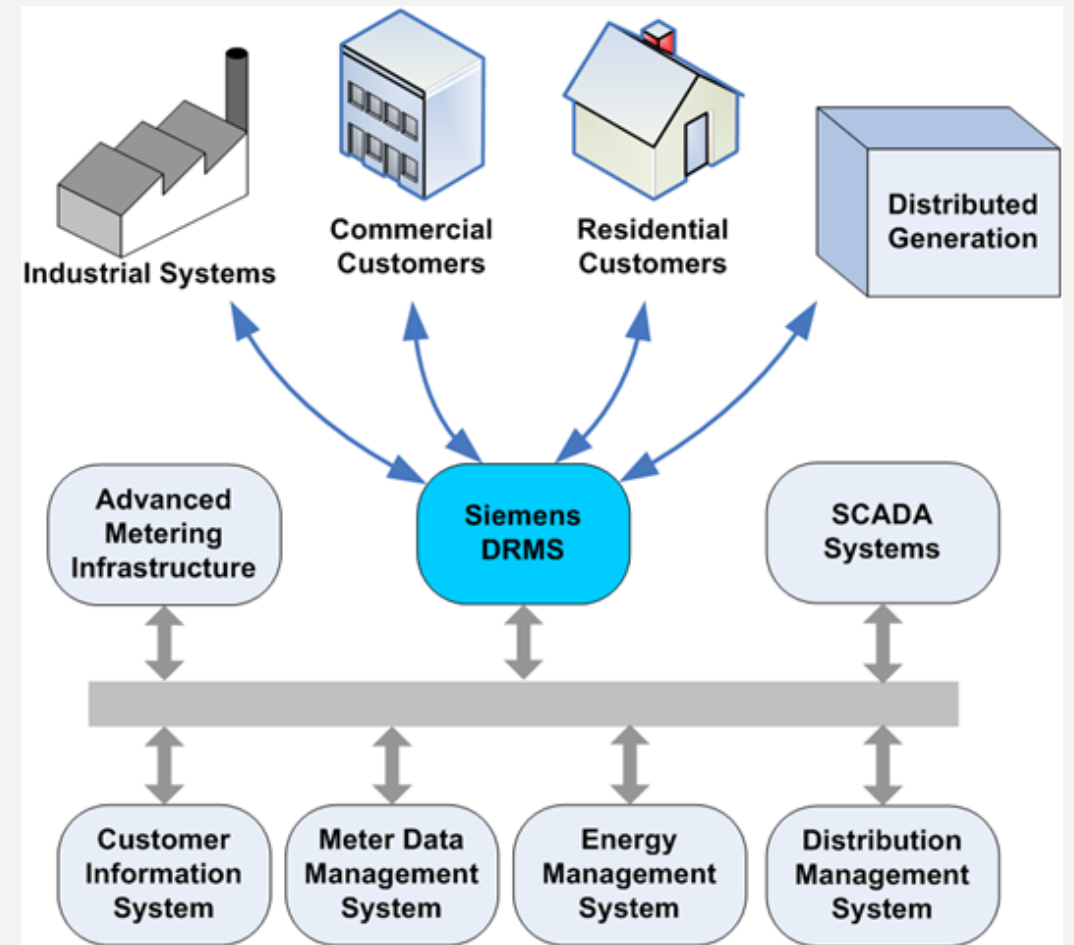 Commercial
Customers
Residential
Customers
Distributed
Generation
Industrial Systems
Advanced
Metering
Infrastructure
Siemens
DRMS
SCADA
Systems
Customer
Information
System
Meter Data
Management
System
Energy
Management
System
Distribution
Management
System